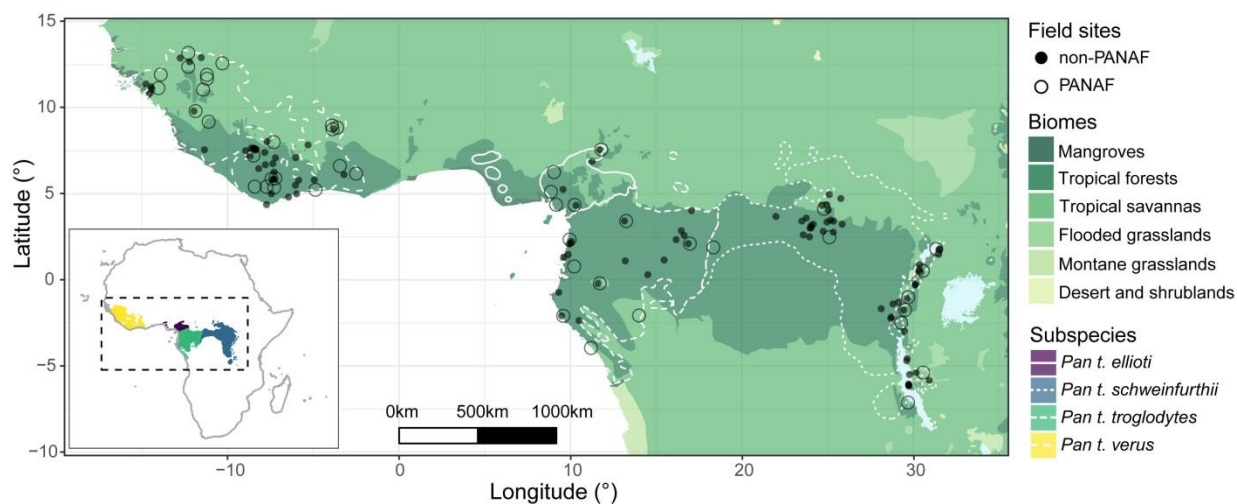 15
10
5
0
−5
−10
Latitude (°)
−10
0
10
20
30
Longitude (°)
0km
500km
1000km
Field sites
non-PANAF
PANAF
Biomes
Mangroves
Tropical forests
Tropical savannas
Flooded grasslands
Montane grasslands
Desert and shrublands
Subspecies
Pan t. ellioti
Pan t. schweinfurthii
Pan t. troglodytes
Pan t. verus